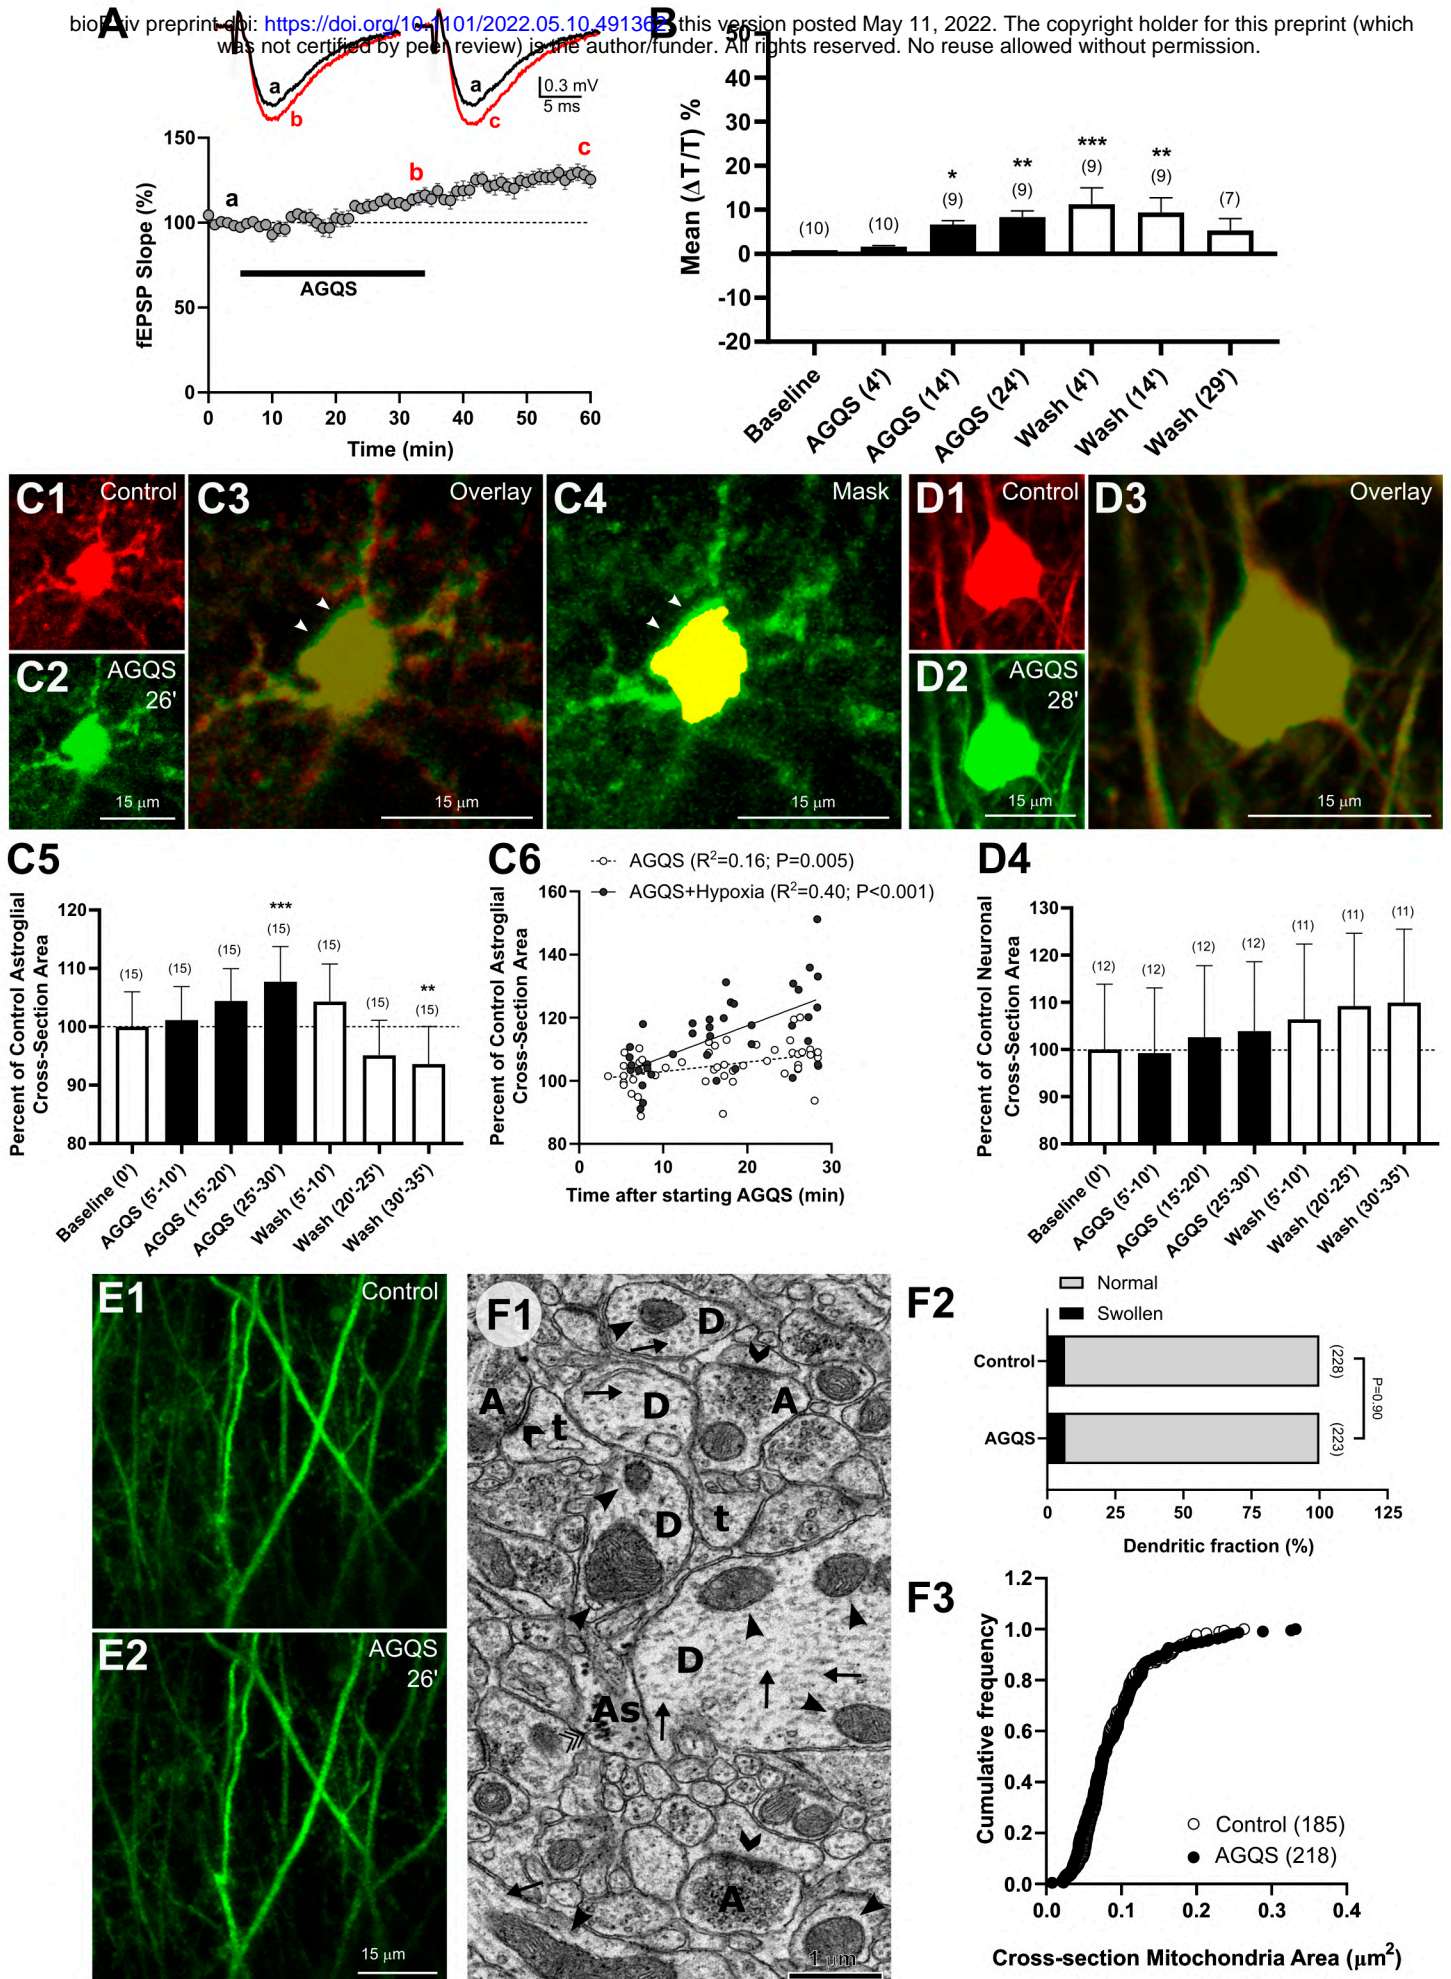 bioRxiv preprint doi: https://doi.org/10.1101/2022.05.10.491362; this version posted May 11, 2022. The copyright holder for this preprint (which
was not certified by peer review) is the author/funder. All rights reserved. No reuse allowed without permission.
A
a
b
a
c
0.3 mV
5 ms
fEPSP Slope (%)
150
100
50
0
a
b
c
AGQS
0 10 20 30 40 50 60
Time (min)
B
Mean (ΔT/T) %
50
40
30
20
10
0
-10
-20
(10)
(10)
*
(9)
**
(9)
***
(9)
**
(9)
(7)
Baseline
AGQS (4')
AGQS (14')
AGQS (24')
Wash (4')
Wash (14')
Wash (29')
C1 Control
C2 AGQS
26'
15 μm
C3 Overlay
15 μm
C4 Mask
15 μm
D1 Control
D2 AGQS
28'
15 μm
D3 Overlay
15 μm
C5
Percent of Control Astroglial
Cross-Section Area
120
110
100
90
80
(15)
(15)
(15)
***
(15)
(15)
(15)
**
(15)
Baseline (0')
AGQS (5'-10')
AGQS (15'-20')
AGQS (25'-30')
Wash (5'-10')
Wash (20'-25')
Wash (30'-35')
C6
AGQS (R²=0.16; P=0.005)
AGQS+Hypoxia (R²=0.40; P<0.001)
Percent of Control Astroglial
Cross-Section Area
160
140
120
100
80
0 10 20 30
Time after starting AGQS (min)
D4
Percent of Control Neuronal
Cross-Section Area
130
120
110
100
90
80
(12)
(12)
(12)
(12)
(11)
(11)
(11)
Baseline (0')
AGQS (5'-10')
AGQS (15'-20')
AGQS (25'-30')
Wash (5'-10')
Wash (20'-25')
Wash (30'-35')
E1 Control
E2 AGQS
26'
15 μm
F1
D
A
D
A
t
D
t
D
As
A
1 μm
F2
Normal
Swollen
Control
(228)
AGQS
(223)
P=0.90
0 25 50 75 100 125
Dendritic fraction (%)
F3
Cumulative frequency
1.2
1.0
0.8
0.6
0.4
0.2
0.0
Control (185)
AGQS (218)
0.0 0.1 0.2 0.3 0.4
Cross-section Mitochondria Area (μm²)